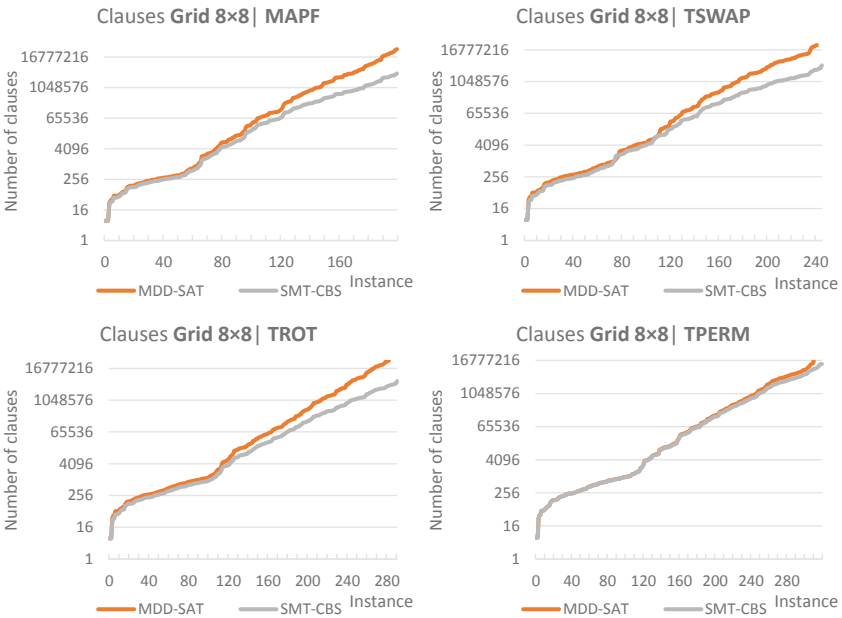 Clauses Grid 8×8| MAPF
Number of clauses
16777216
1048576
65536
4096
256
16
1
0 40 80 120 160
Instance
MDD-SAT SMT-CBS
Clauses Grid 8×8| TSWAP
Number of clauses
16777216
1048576
65536
4096
256
16
1
0 40 80 120 160 200 240
Instance
MDD-SAT SMT-CBS
Clauses Grid 8×8| TROT
Number of clauses
16777216
1048576
65536
4096
256
16
1
0 40 80 120 160 200 240 280
Instance
MDD-SAT SMT-CBS
Clauses Grid 8×8| TPERM
Number of clauses
16777216
1048576
65536
4096
256
16
1
0 40 80 120 160 200 240 280
Instance
MDD-SAT SMT-CBS